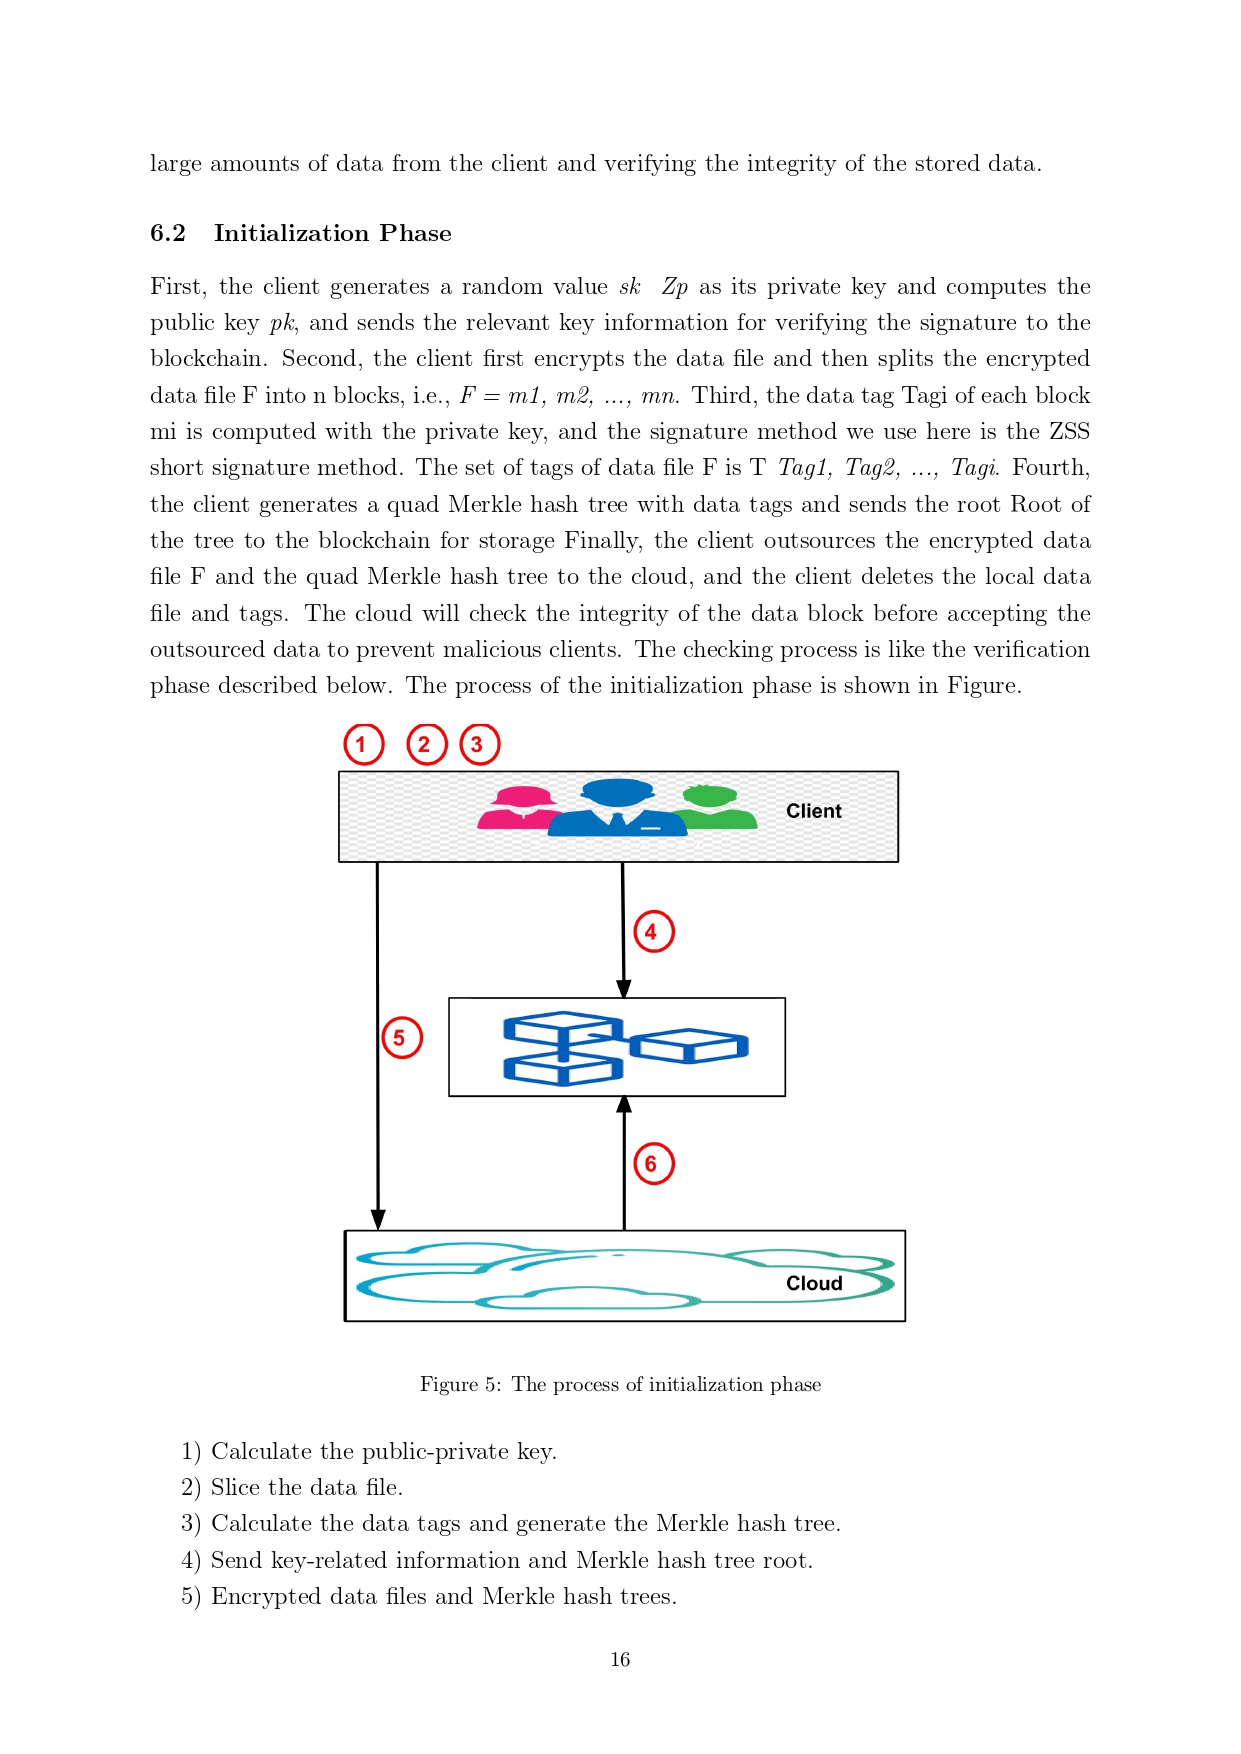 large amounts of data from the client and verifying the integrity of the stored data.
6.2 Initialization Phase
First, the client generates a random value sk Zp as its private key and computes the
public key pk, and sends the relevant key information for verifying the signature to the
blockchain. Second, the client first encrypts the data file and then splits the encrypted
data file F into n blocks, i.e., F = m1, m2, ..., mn. Third, the data tag Tagi of each block
mi is computed with the private key, and the signature method we use here is the ZSS
short signature method. The set of tags of data file F is T Tag1, Tag2, ..., Tagi. Fourth,
the client generates a quad Merkle hash tree with data tags and sends the root Root of
the tree to the blockchain for storage Finally, the client outsources the encrypted data
file F and the quad Merkle hash tree to the cloud, and the client deletes the local data
file and tags. The cloud will check the integrity of the data block before accepting the
outsourced data to prevent malicious clients. The checking process is like the verification
phase described below. The process of the initialization phase is shown in Figure.
1 2 3
Client
4
5
6
Cloud
Figure 5: The process of initialization phase
1) Calculate the public-private key.
2) Slice the data file.
3) Calculate the data tags and generate the Merkle hash tree.
4) Send key-related information and Merkle hash tree root.
5) Encrypted data files and Merkle hash trees.
16